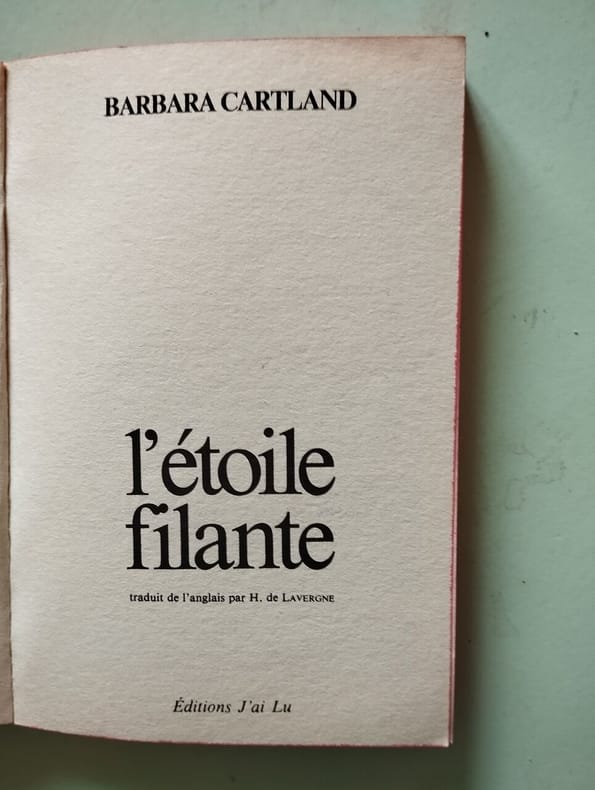 BARBARA CARTLAND
l'étoile
filante
traduit de l'anglais par H. de LAVERGNE
Éditions J'ai Lu